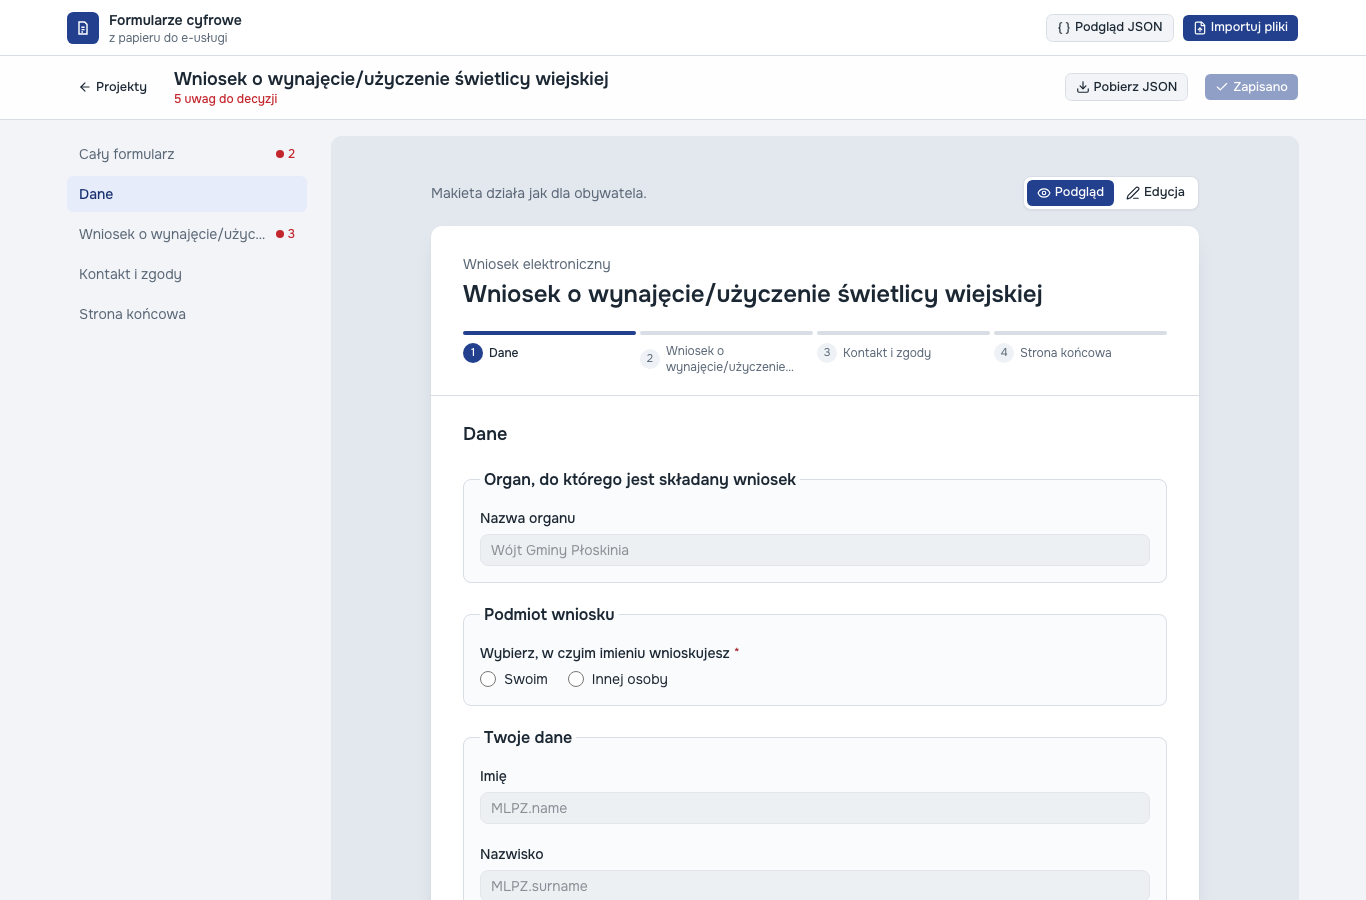 Formularze cyfrowe
z papieru do e-usługi
{ } Podgląd JSON
Importuj pliki
Projekty
Wniosek o wynajęcie/użyczenie świetlicy wiejskiej
5 uwag do decyzji
Pobierz JSON
Zapisano
Cały formularz
2
Dane
Wniosek o wynajęcie/użyc...
3
Kontakt i zgody
Strona końcowa
Makieta działa jak dla obywatela.
Podgląd
Edycja
Wniosek elektroniczny
Wniosek o wynajęcie/użyczenie świetlicy wiejskiej
1 Dane
2 Wniosek o
wynajęcie/użyczenie...
3 Kontakt i zgody
4 Strona końcowa
Dane
Organ, do którego jest składany wniosek
Nazwa organu
Wójt Gminy Płoskinia
Podmiot wniosku
Wybierz, w czyim imieniu wnioskujesz *
Swoim
Innej osoby
Twoje dane
Imię
MLPZ.name
Nazwisko
MLPZ.surname